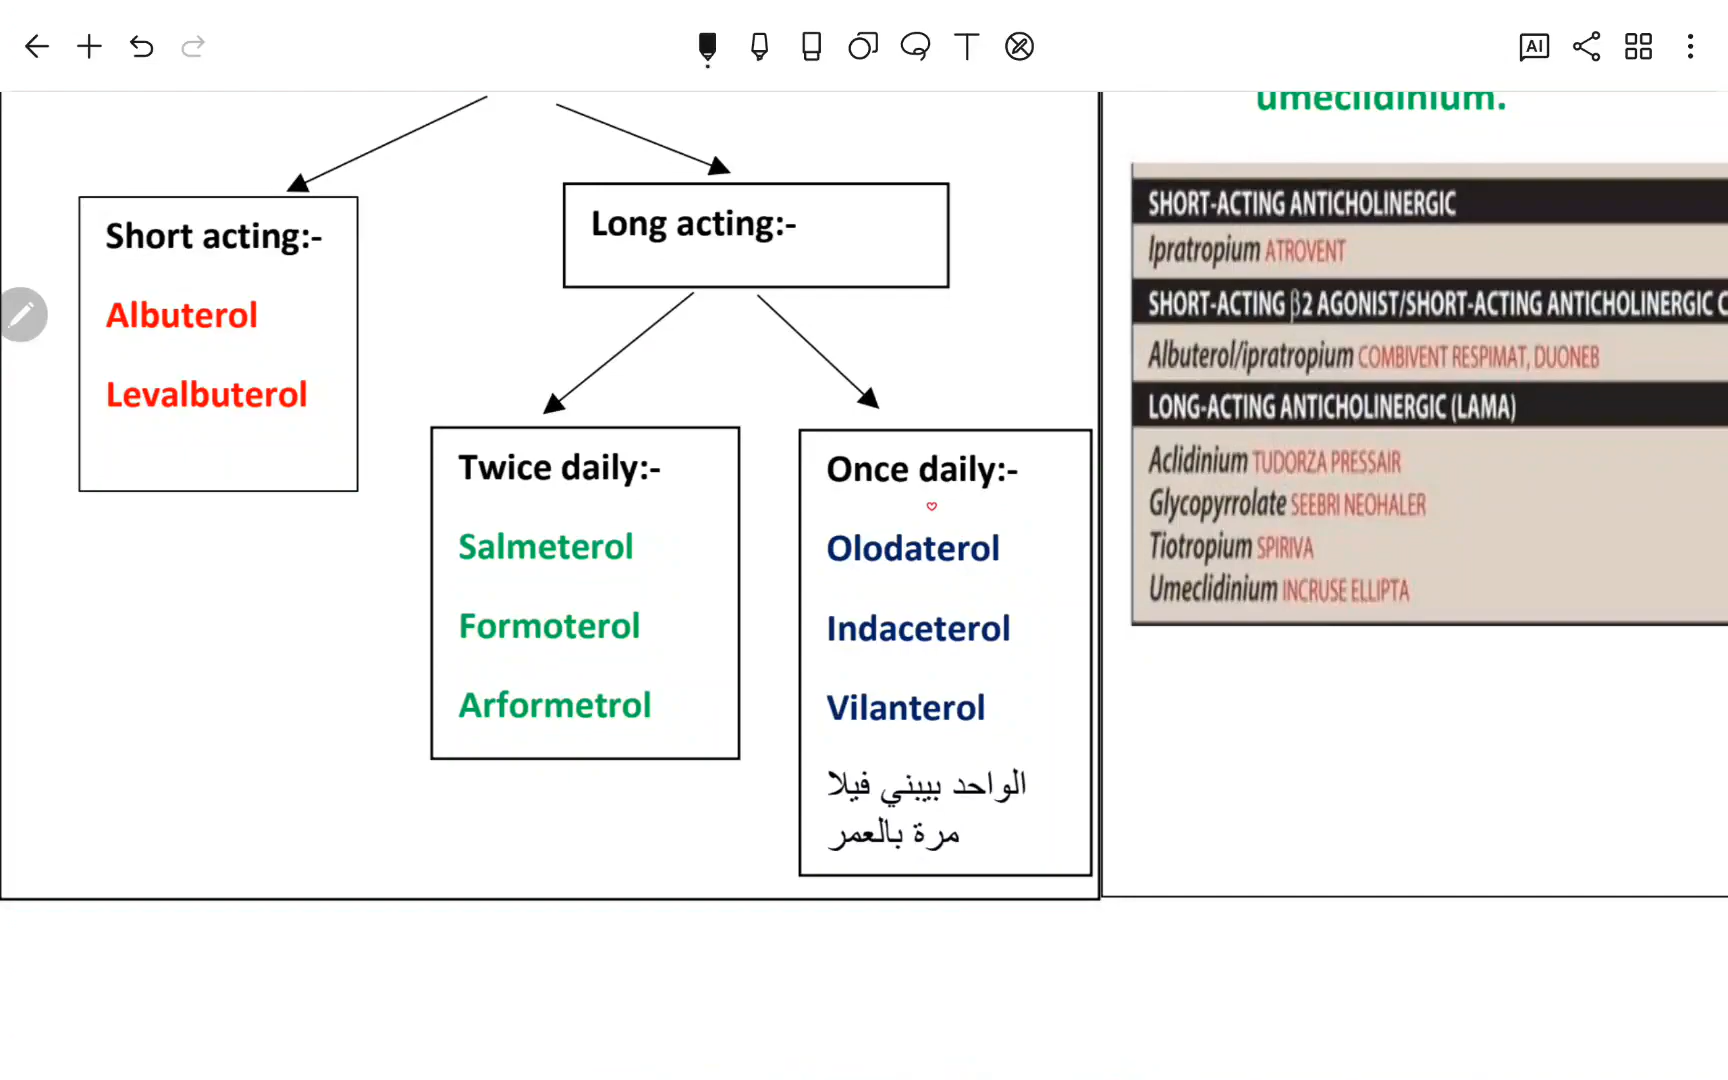 AI
umeclidinium.
Short acting:-
Albuterol
Levalbuterol
Long acting:-
Twice daily:-
Salmeterol
Formoterol
Arformetrol
Once daily:-
Olodaterol
Indaceterol
Vilanterol
الواحد بيبني فيلا
مرة بالعمر
SHORT-ACTING ANTICHOLINERGIC
Ipratropium ATROVENT
SHORT-ACTING β2 AGONIST/SHORT-ACTING ANTICHOLINERGIC C
Albuterol/ipratropium COMBIVENT RESPIMAT, DUONEB
LONG-ACTING ANTICHOLINERGIC (LAMA)
Aclidinium TUDORZA PRESSAIR
Glycopyrrolate SEEBRI NEOHALER
Tiotropium SPIRIVA
Umeclidinium INCRUSE ELLIPTA